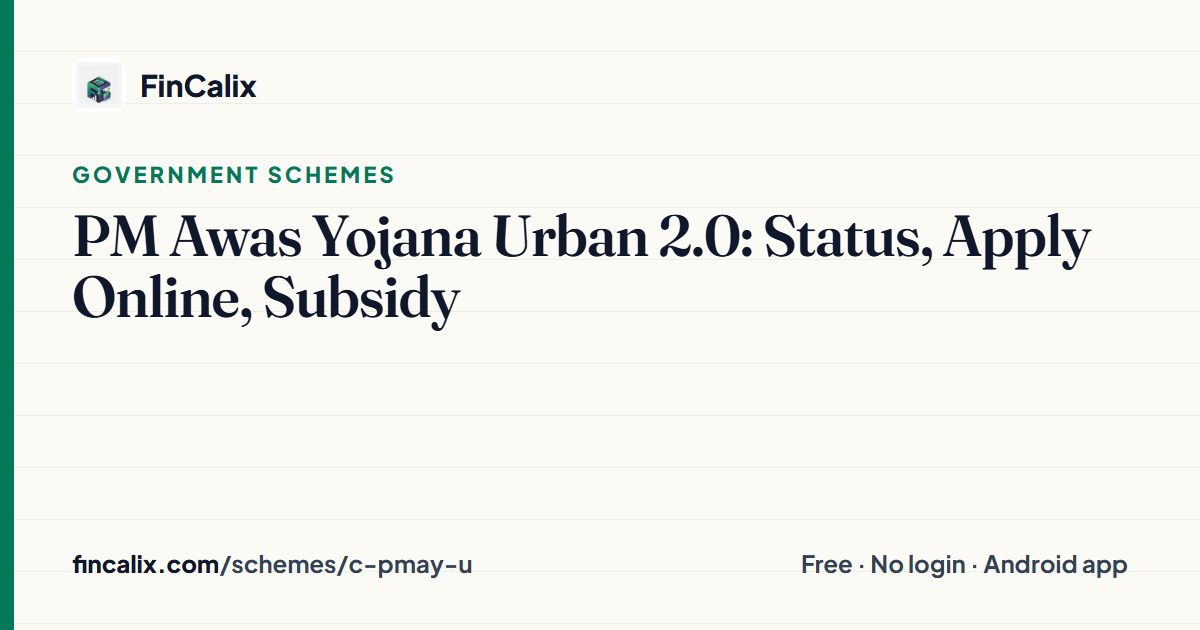 FinCalix
GOVERNMENT SCHEMES
PM Awas Yojana Urban 2.0: Status, Apply
Online, Subsidy
fincalix.com/schemes/c-pmay-u
Free · No login · Android app